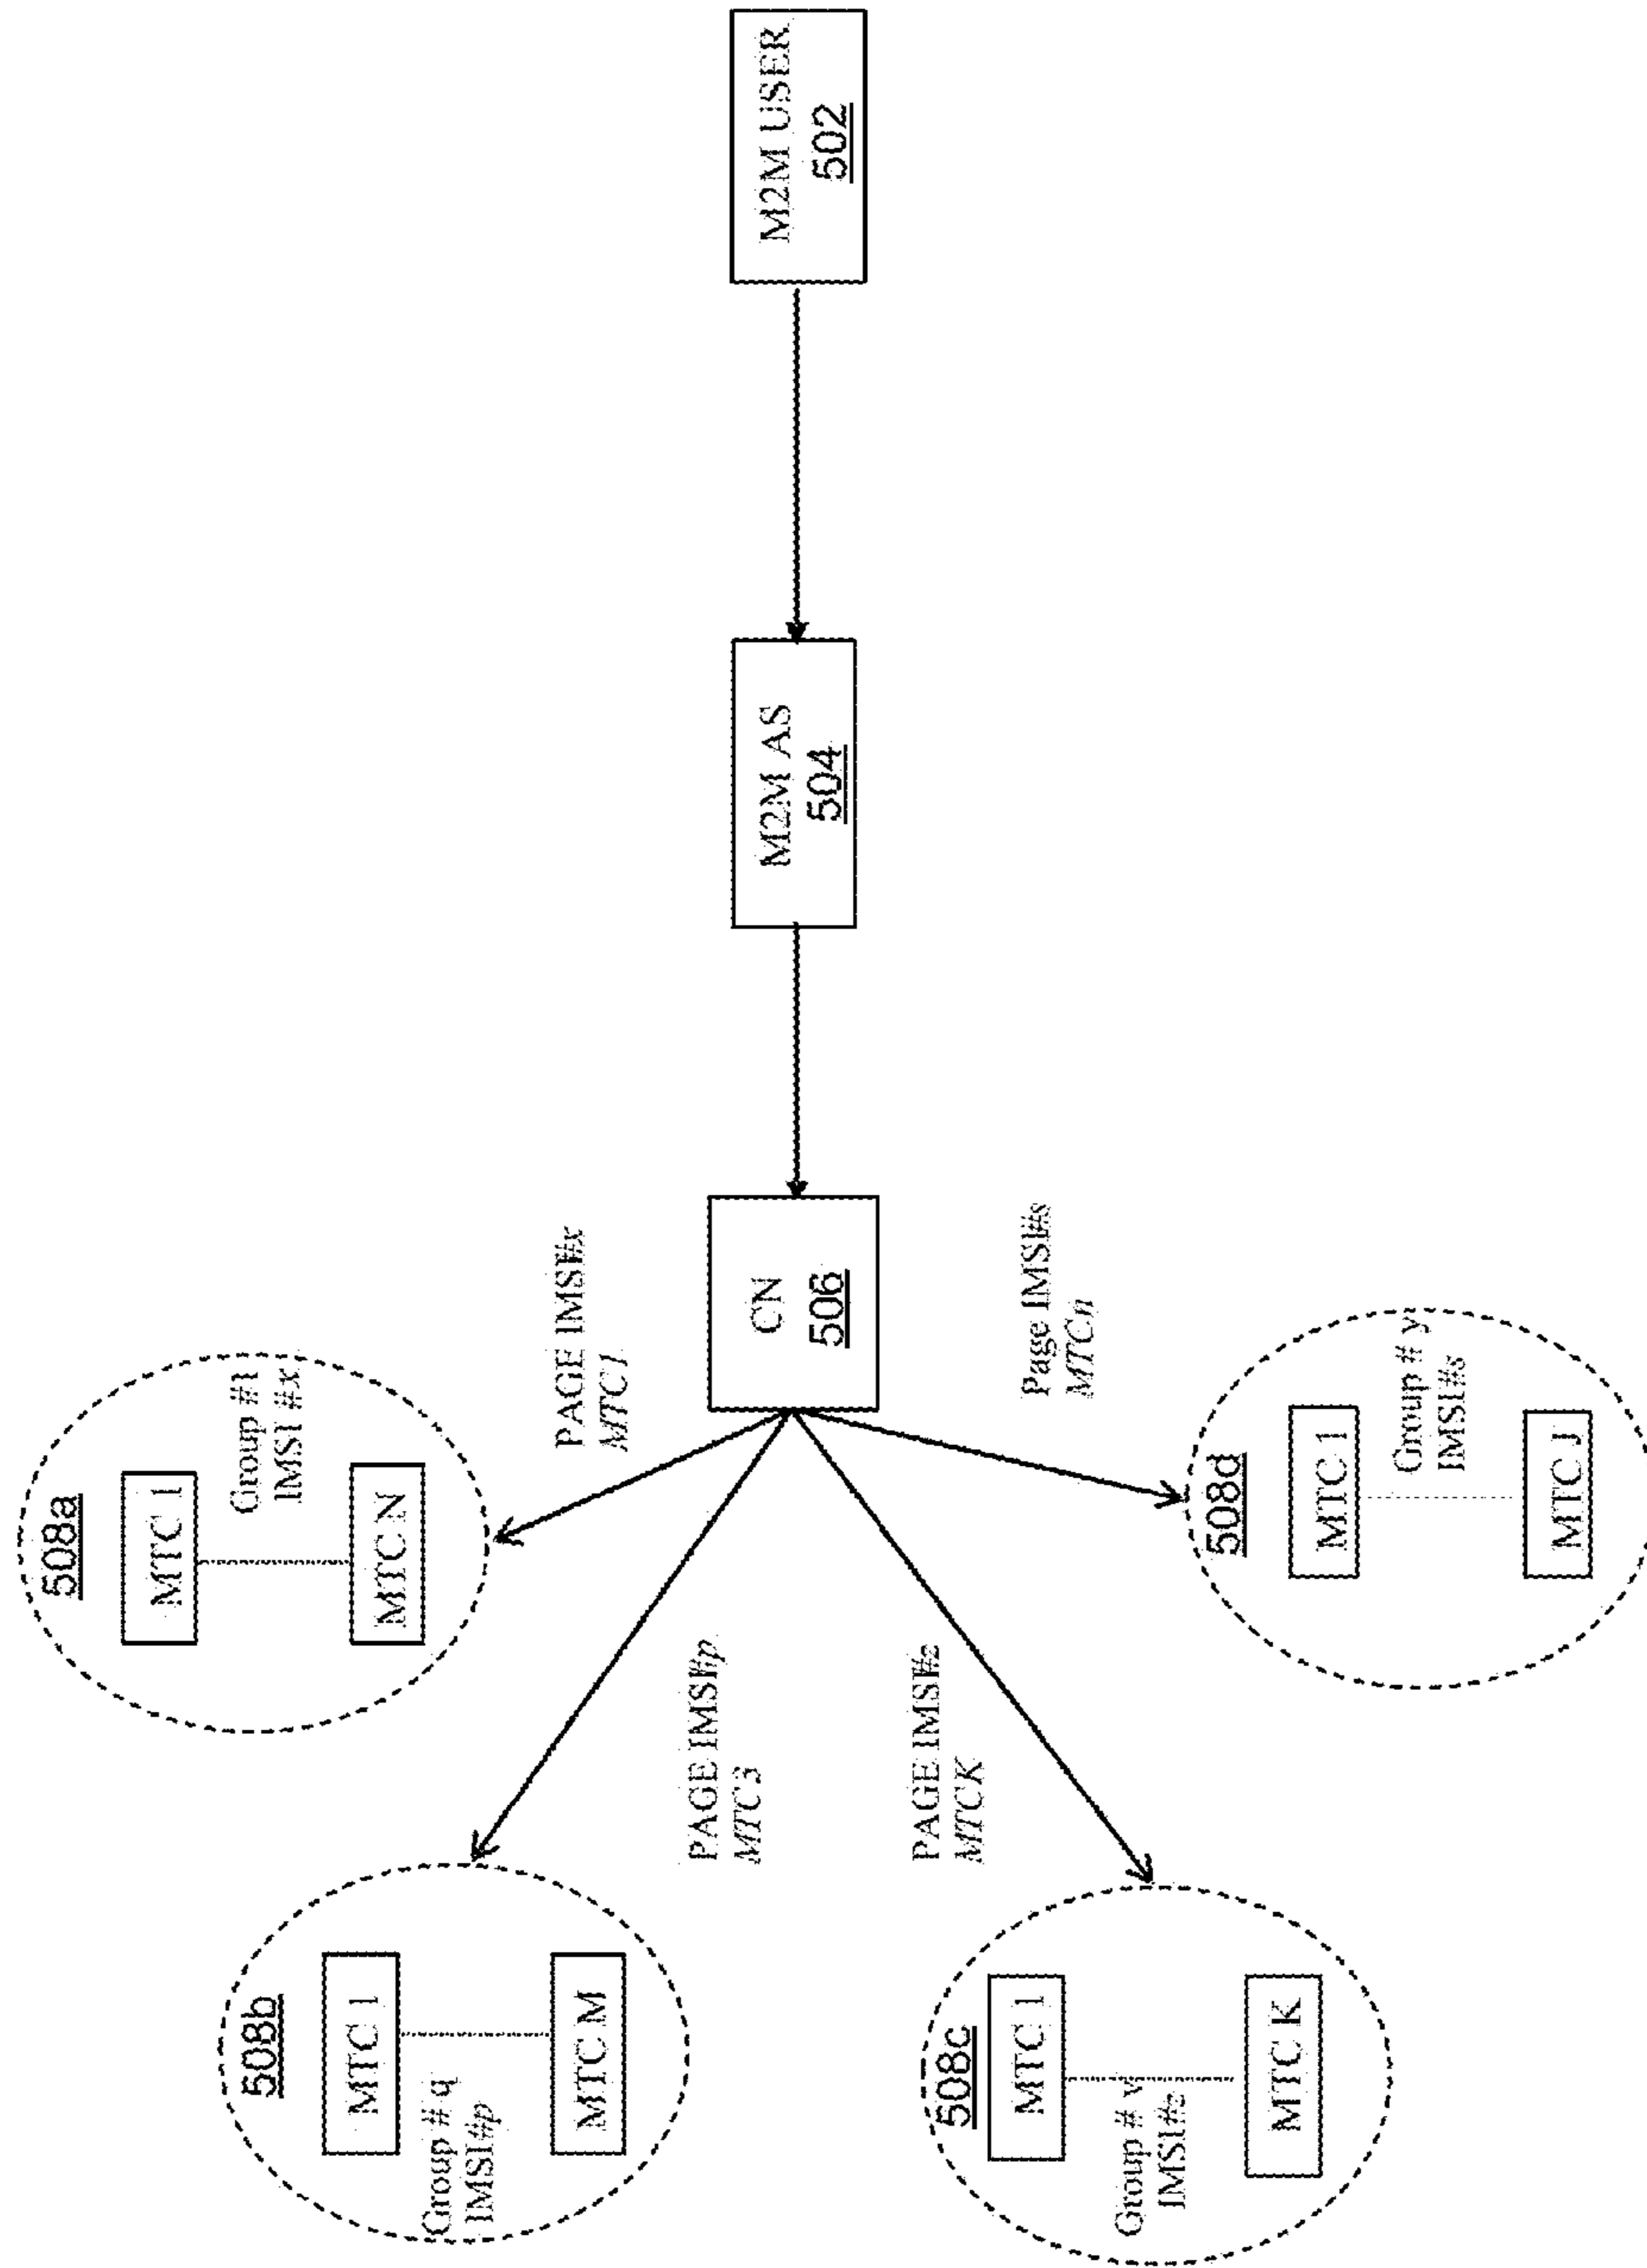 508a
MTC 1
Group #1
IMSI #x
MTC N
PAGE IMSI#x
MTC1
508b
MTC 1
Group # q
IMSI#p
MTC M
PAGE IMSI#p
MTC3
CN
506
M2M AS
504
M2M USER
502
PAGE IMSI#z
MTCK
508c
MTC 1
Group # v
IMSI#z
MTC K
Page IMSI#s
MTCn
508d
MTC 1
Group # y
IMSI#s
MTC J